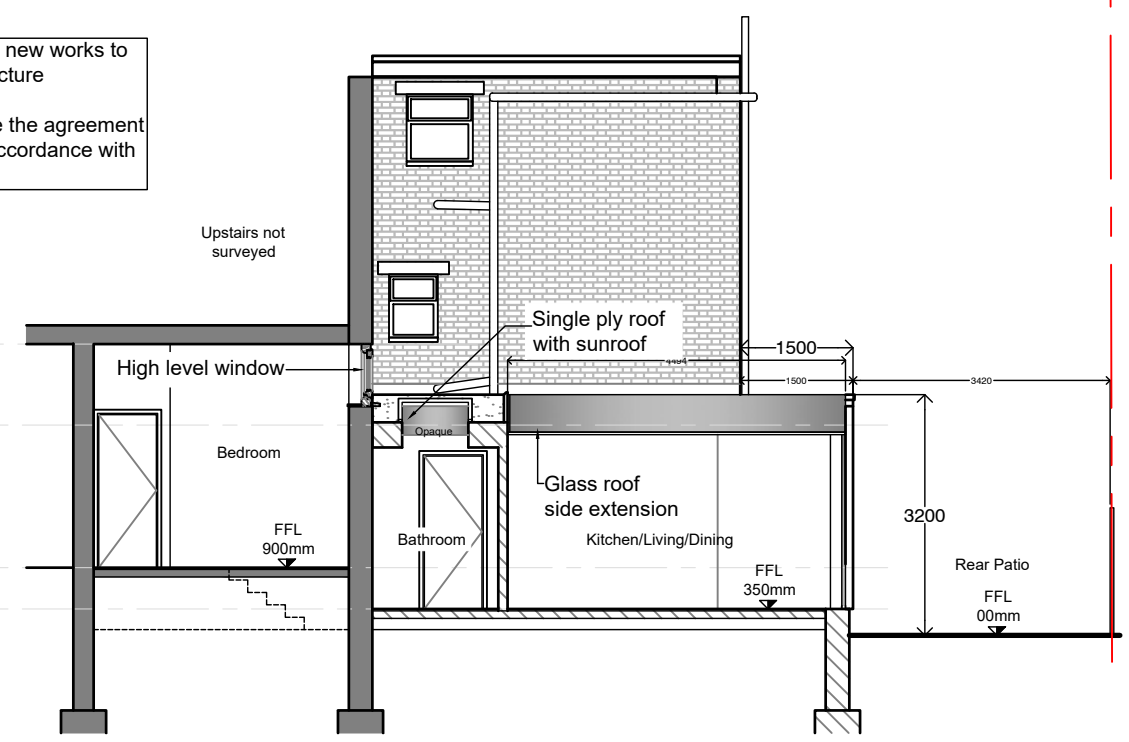 new works to
cture
e the agreement
ccordance with
Upstairs not
surveyed
Single ply roof
with sunroof
1500
4494
1500
3420
High level window
Opaque
Bedroom
Glass roof
side extension
3200
FFL
900mm
Bathroom
Kitchen/Living/Dining
FFL
350mm
Rear Patio
FFL
00mm